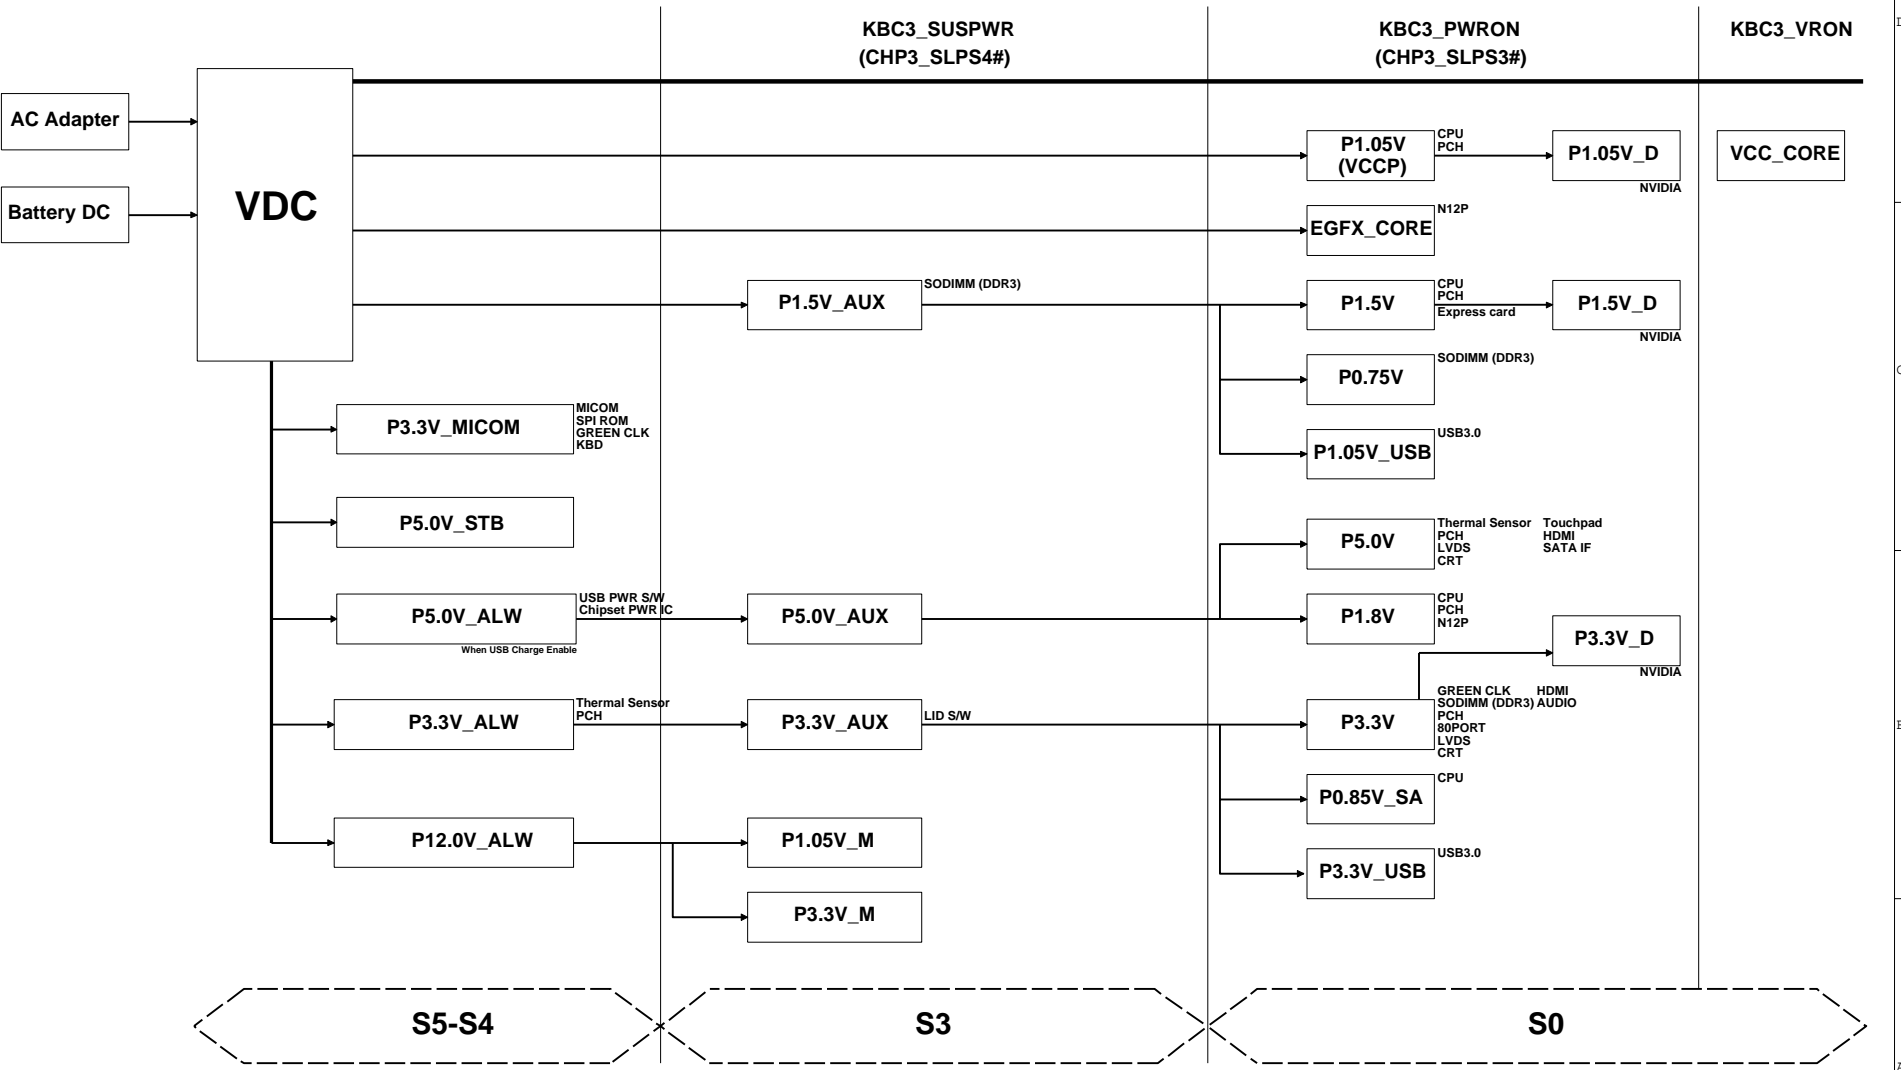 KBC3_SUSPWR
(CHP3_SLPS4#)
KBC3_PWRON
(CHP3_SLPS3#)
KBC3_VRON
AC Adapter
Battery DC
VDC
P1.05V
(VCCP)
CPU
PCH
P1.05V_D
NVIDIA
VCC_CORE
EGFX_CORE
N12P
P1.5V_AUX
SODIMM (DDR3)
P1.5V
CPU
PCH
Express card
P1.5V_D
NVIDIA
P0.75V
SODIMM (DDR3)
P3.3V_MICOM
MICOM
SPI ROM
GREEN CLK
KBD
P1.05V_USB
USB3.0
P5.0V_STB
P5.0V
Thermal Sensor Touchpad
PCH HDMI
LVDS SATA IF
CRT
P5.0V_ALW
USB PWR S/W
Chipset PWR IC
When USB Charge Enable
P5.0V_AUX
P1.8V
CPU
PCH
N12P
P3.3V_D
NVIDIA
P3.3V_ALW
Thermal Sensor
PCH
P3.3V_AUX
LID S/W
P3.3V
GREEN CLK HDMI
SODIMM (DDR3) AUDIO
PCH
80PORT
LVDS
CRT
P0.85V_SA
CPU
P12.0V_ALW
P1.05V_M
P3.3V_USB
USB3.0
P3.3V_M
S5-S4
S3
S0